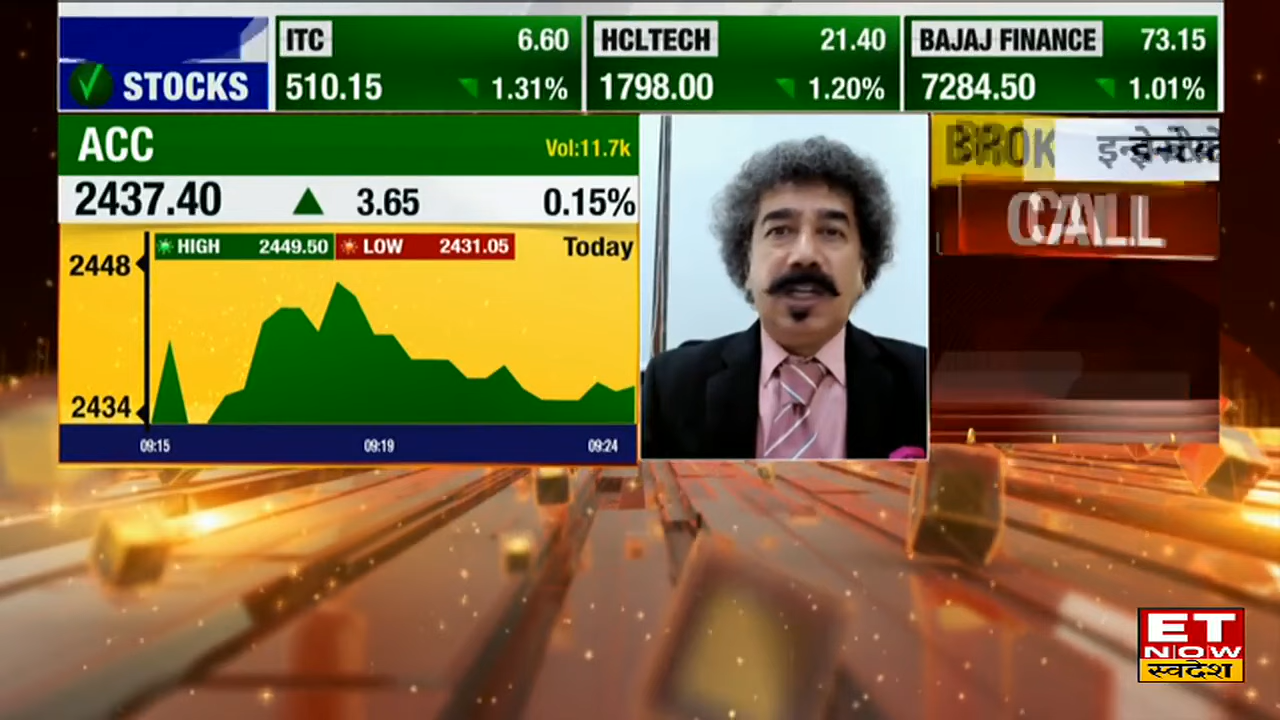 STOCKS
ITC 6.60
510.15 1.31%
HCLTECH 21.40
1798.00 1.20%
BAJAJ FINANCE 73.15
7284.50 1.01%
ACC Vol:11.7k
2437.40 3.65 0.15%
HIGH 2449.50 LOW 2431.05 Today
2448
2434
09:15 09:19 09:24
CALL
ET
NOW
स्वदेश